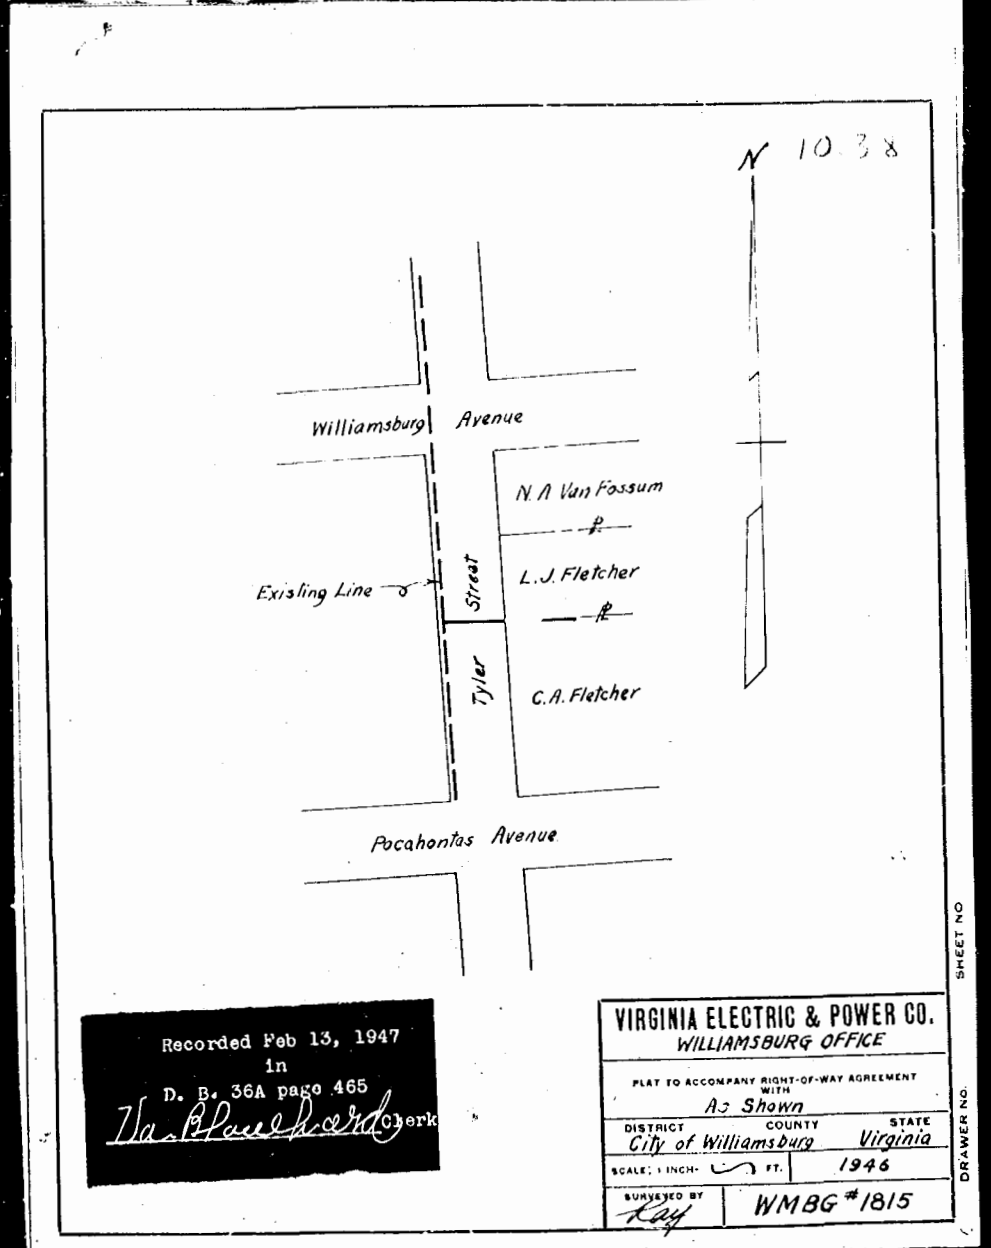 N 10.38
Williamsburg Avenue
N. A Van Fossum
PL
Existing Line
Street
L.J. Fletcher
PL
Tyler
C.A. Fletcher
Pocahontas Avenue
SHEET NO
DRAWER NO.
Recorded Feb 13, 1947
in
D. B. 36A page 465
Clerk
VIRGINIA ELECTRIC & POWER CO.
WILLIAMSBURG OFFICE
PLAT TO ACCOMPANY RIGHT-OF-WAY AGREEMENT
WITH
As Shown
DISTRICT COUNTY STATE
City of Williamsburg Virginia
SCALE; 1 INCH- FT. 1946
SURVEYED BY
Ray
WMBG #1815